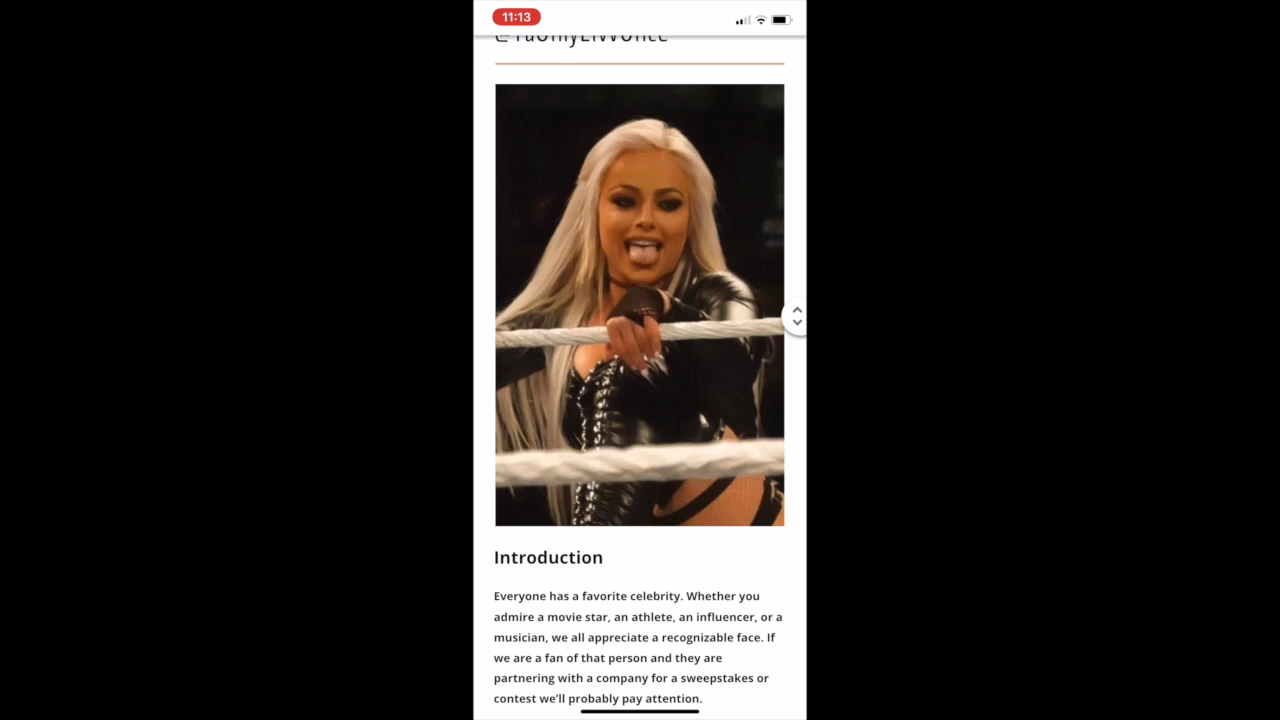 11:13
Introduction
Everyone has a favorite celebrity. Whether you
admire a movie star, an athlete, an influencer, or a
musician, we all appreciate a recognizable face. If
we are a fan of that person and they are
partnering with a company for a sweepstakes or
contest we’ll probably pay attention.